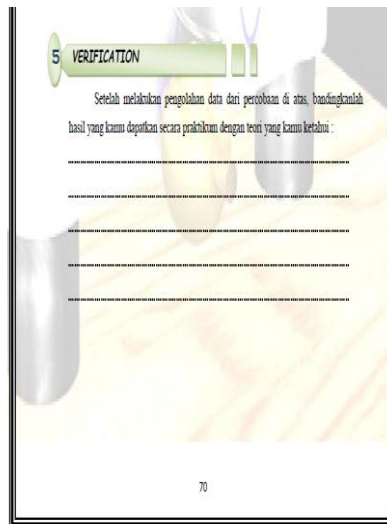 5 VERIFICATION
Setelah melakukan pengolahan data dari percobaan di atas, bandingkanlah
hasil yang kamu dapatkan secara praktikum dengan teori yang kamu ketahui :
70